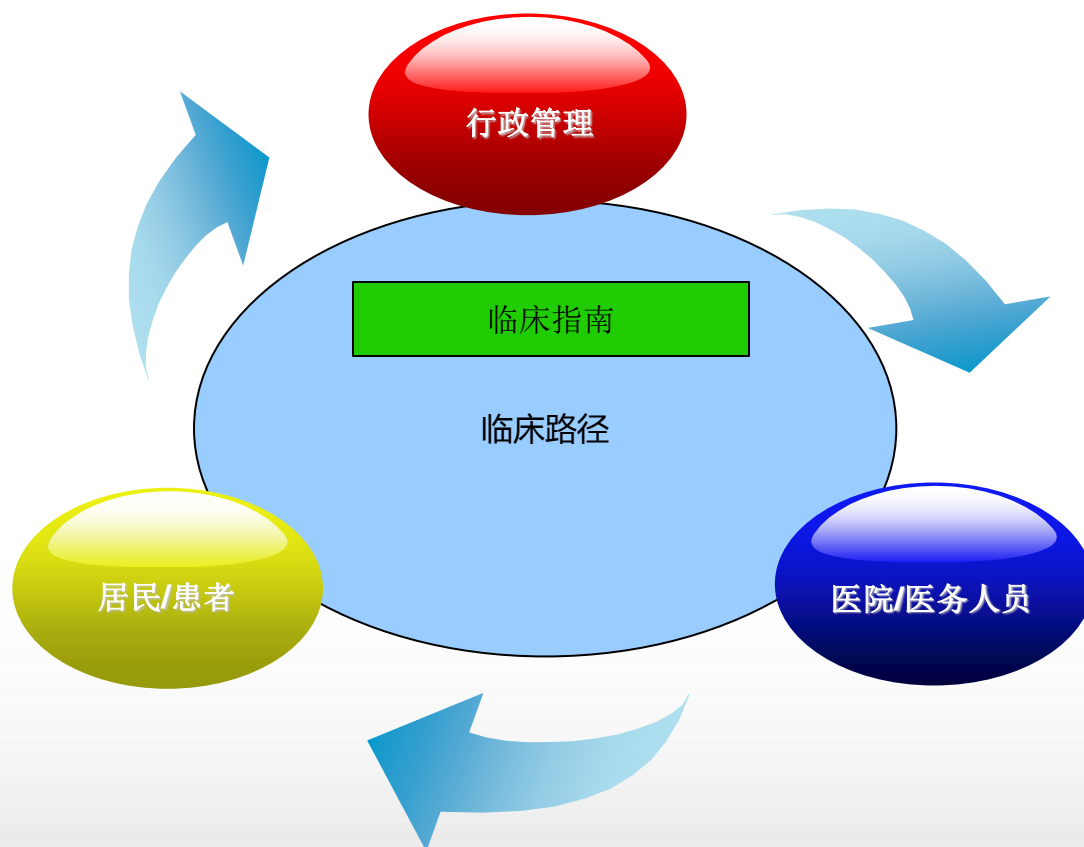 行政管理
临床指南
临床路径
居民/患者
医院/医务人员